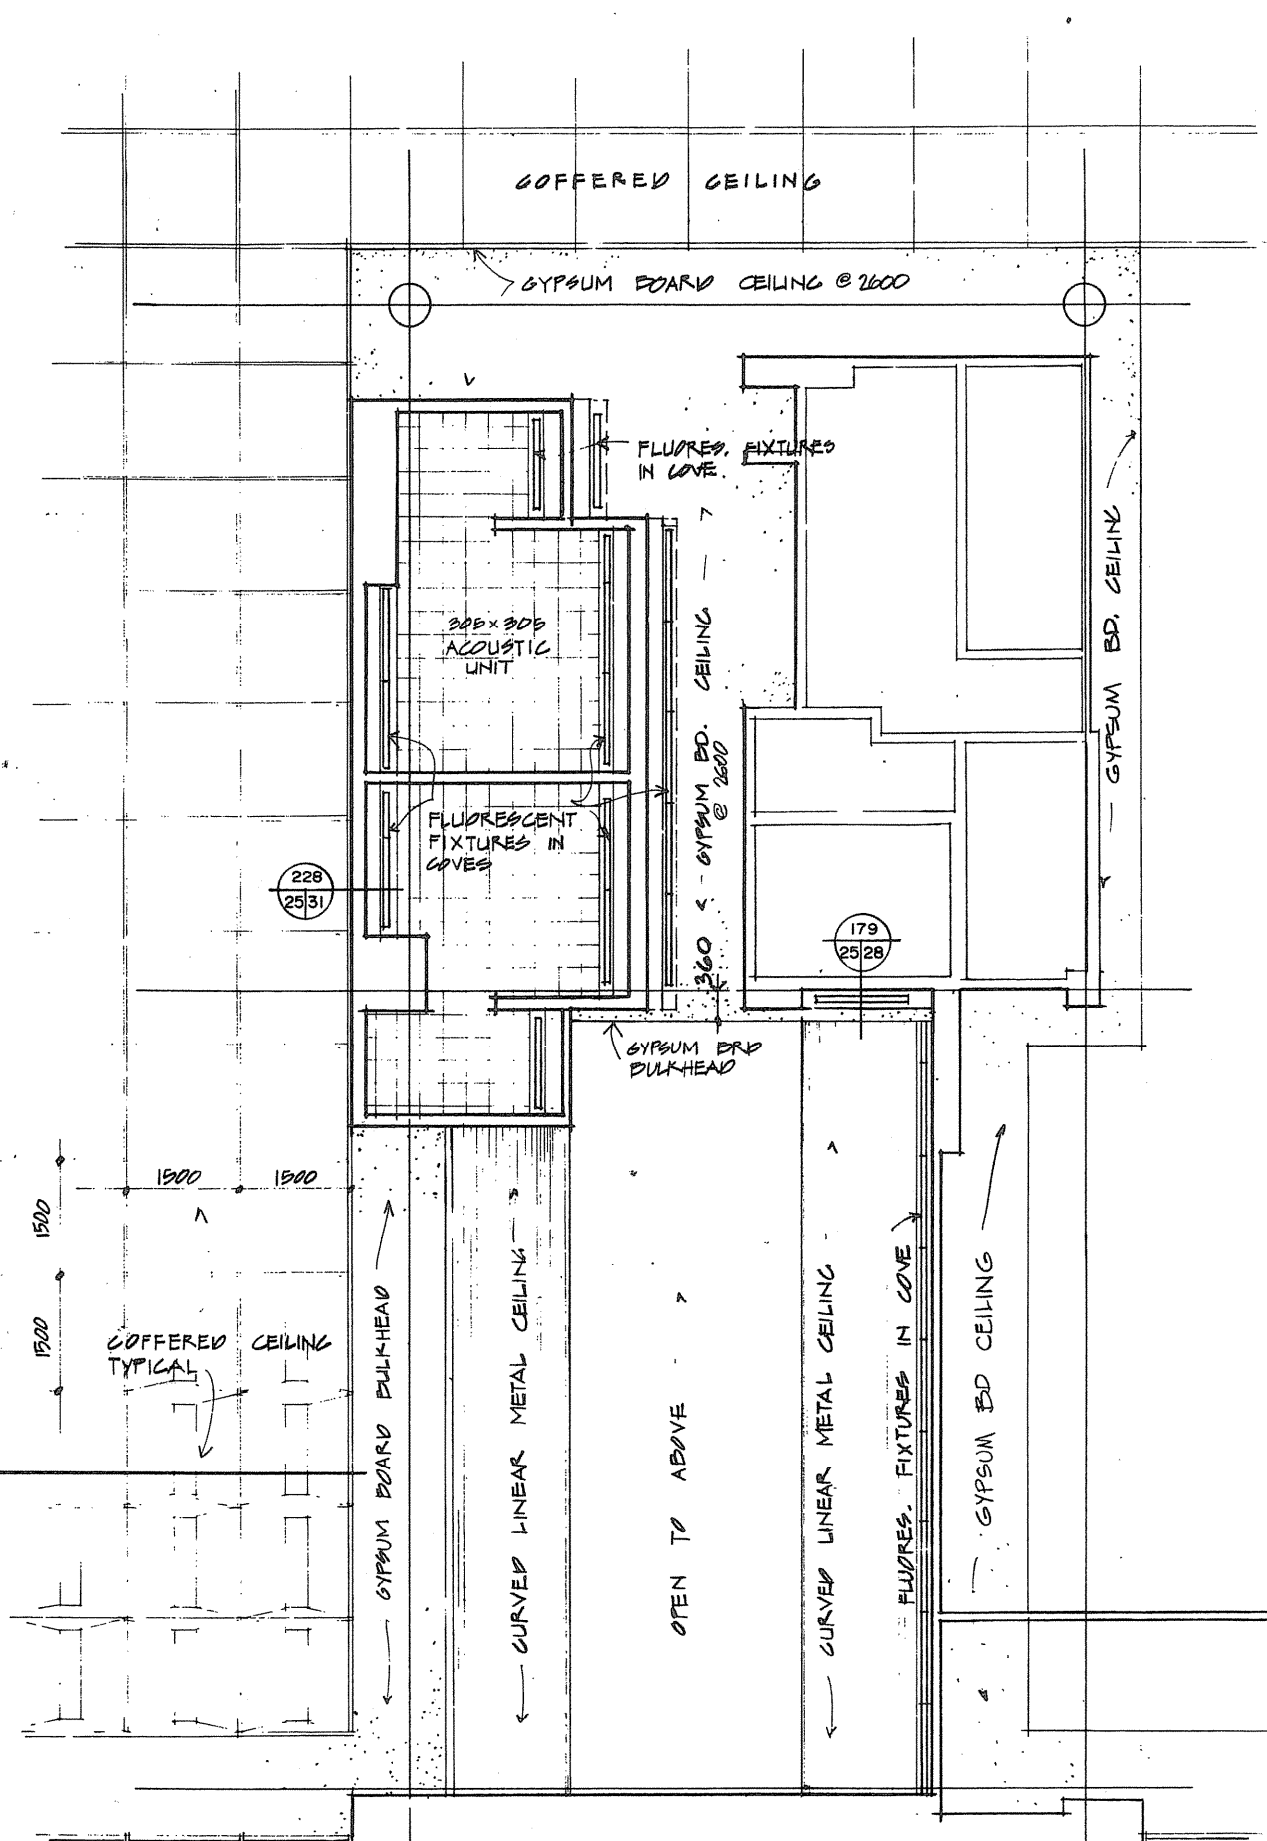 COFFERED CEILING
GYPSUM BOARD CEILING @ 2600
FLUORES. FIXTURES
IN COVE.
GYPSUM BD. CEILING
305 × 305
ACOUSTIC
UNIT
GYPSUM BD. CEILING
@ 2600
FLUORESCENT
FIXTURES IN
COVES
228
25 31
179
25 28
360
GYPSUM BRD
BULKHEAD
1500 1500
1500
1500
COFFERED CEILING
TYPICAL
GYPSUM BOARD BULKHEAD
CURVED LINEAR METAL CEILING
OPEN TO ABOVE
CURVED LINEAR METAL CEILING
FLUORES. FIXTURES IN COVE
GYPSUM BD CEILING